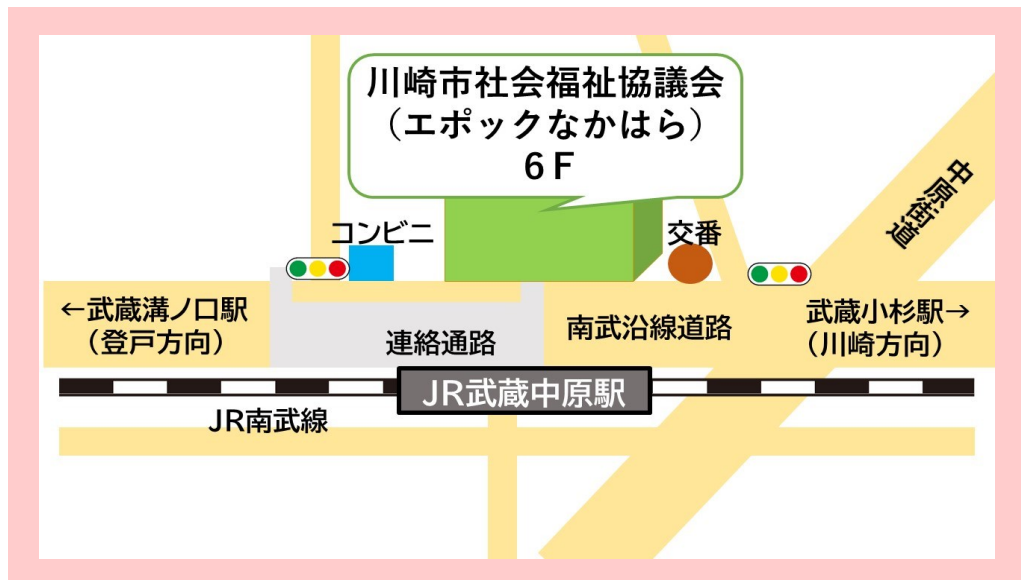 川崎市社会福祉協議会
（エポックなかはら）
６Ｆ
中原街道
コンビニ
交番
←武蔵溝ノ口駅
（登戸方向）
連絡通路
南武沿線道路
武蔵小杉駅→
（川崎方向）
JR武蔵中原駅
JR南武線